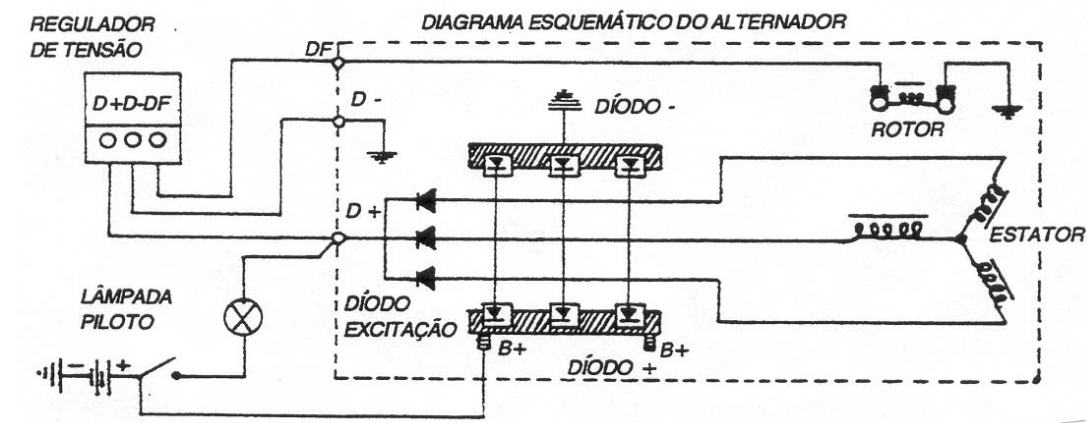 REGULADOR
DE TENSÃO
DIAGRAMA ESQUEMÁTICO DO ALTERNADOR
DF
D+D-DF
D -
DÍODO -
ROTOR
D +
ESTATOR
LÂMPADA
PILOTO
DÍODO
EXCITAÇÃO
B+
B+
DÍODO +
- +